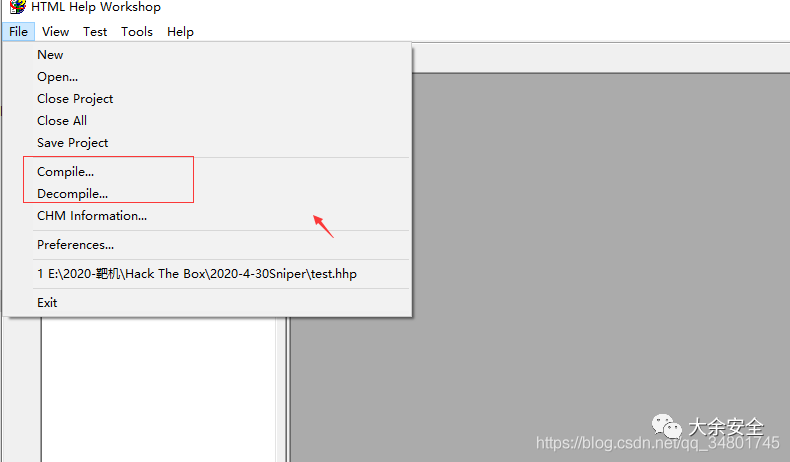 HTML Help Workshop
File View Test Tools Help
New
Open...
Close Project
Close All
Save Project
Compile...
Decompile...
CHM Information...
Preferences...
1 E:\2020-靶机\Hack The Box\2020-4-30Sniper\test.hhp
Exit
大余安全
https://blog.csdn.net/qq_34801745